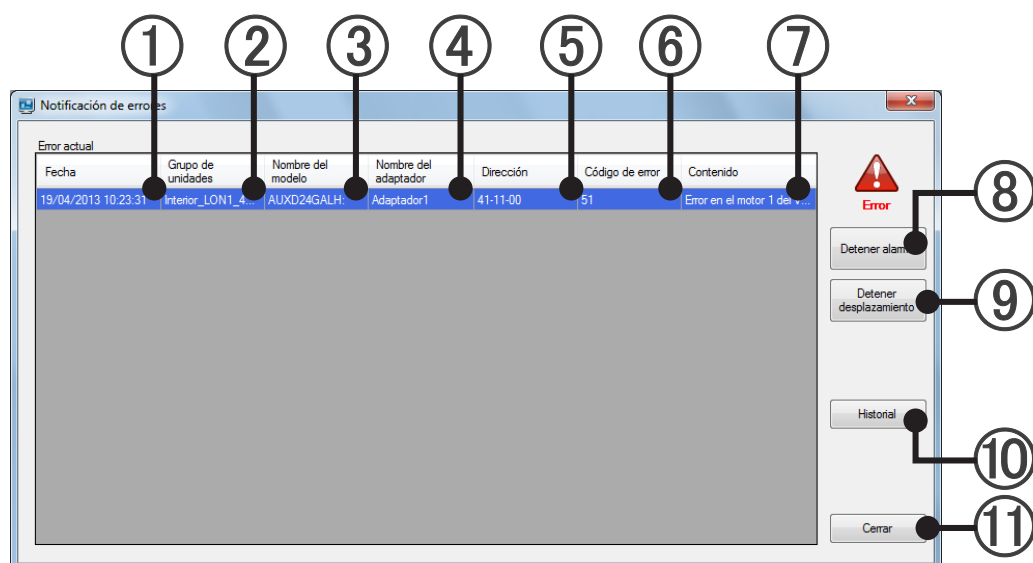 ① ② ③ ④ ⑤ ⑥ ⑦
Notificación de errores
Error actual
Fecha
Grupo de
unidades
Nombre del
modelo
Nombre del
adaptador
Dirección
Código de error
Contenido
19/04/2013 10:23:31 Interior_LON1_4... AUXD24GALH: Adaptador1 41-11-00 51 Error en el motor 1 del v...
Error
⑧
Detener
Detener
desplazamiento
⑨
Historial
⑩
Cerrar
⑪